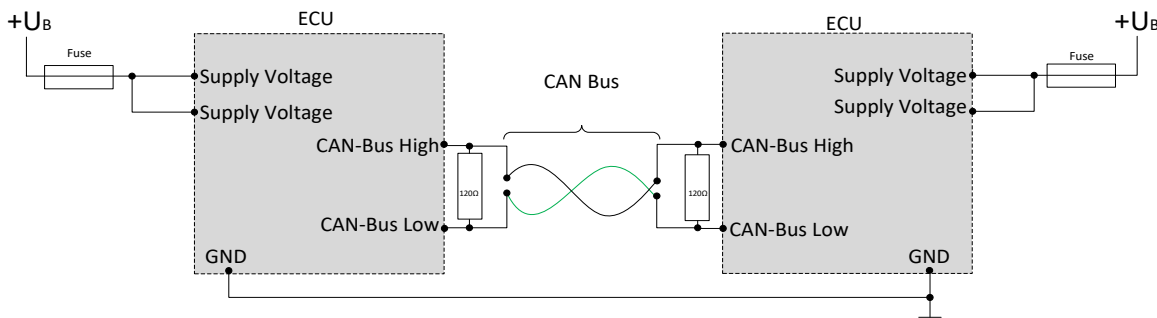 ECU
ECU
+UB
+UB
Fuse
Fuse
Supply Voltage
Supply Voltage
Supply Voltage
Supply Voltage
CAN Bus
CAN-Bus High
CAN-Bus High
120Ω
120Ω
CAN-Bus Low
CAN-Bus Low
GND
GND